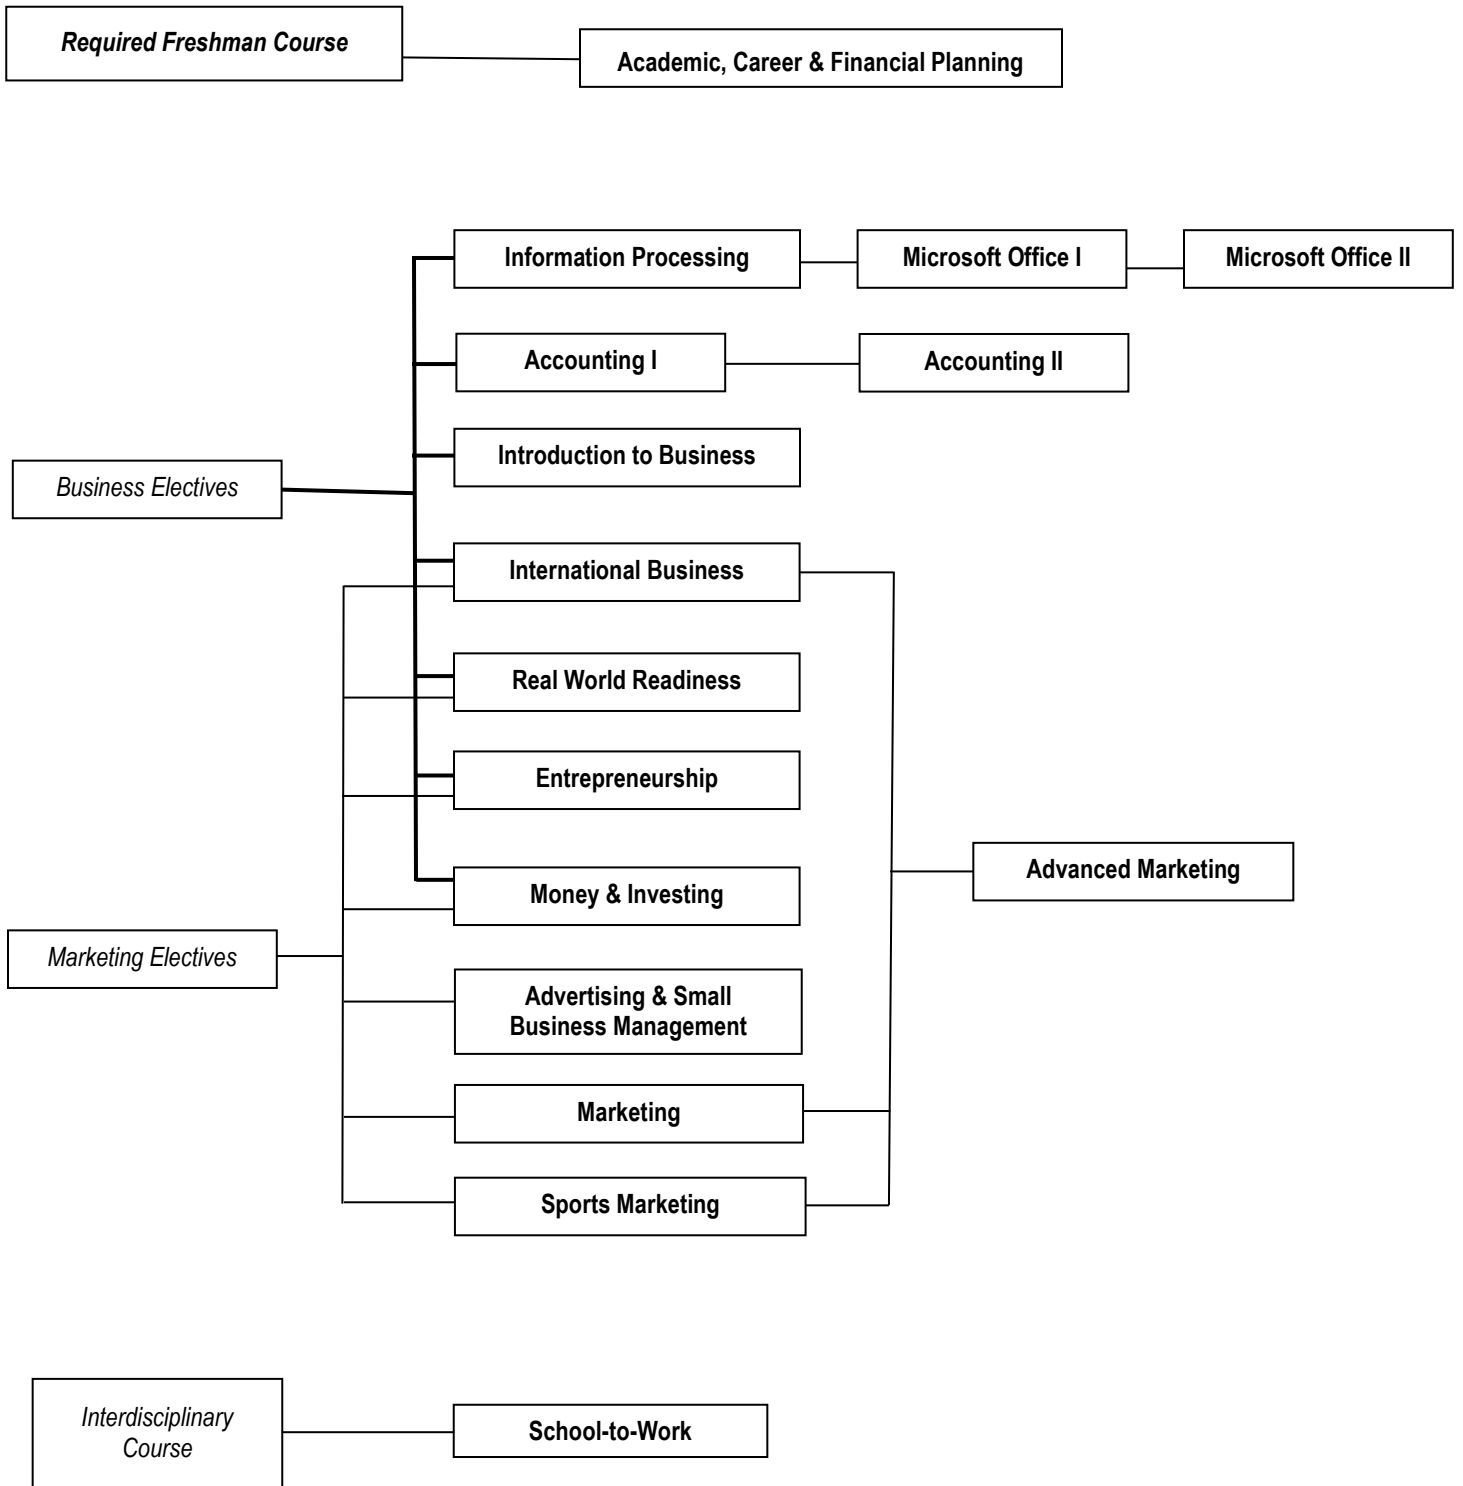 Required Freshman Course
Academic, Career & Financial Planning
Information Processing
Microsoft Office I
Microsoft Office II
Accounting I
Accounting II
Introduction to Business
Business Electives
International Business
Real World Readiness
Entrepreneurship
Advanced Marketing
Money & Investing
Marketing Electives
Advertising & Small
Business Management
Marketing
Sports Marketing
Interdisciplinary
Course
School-to-Work